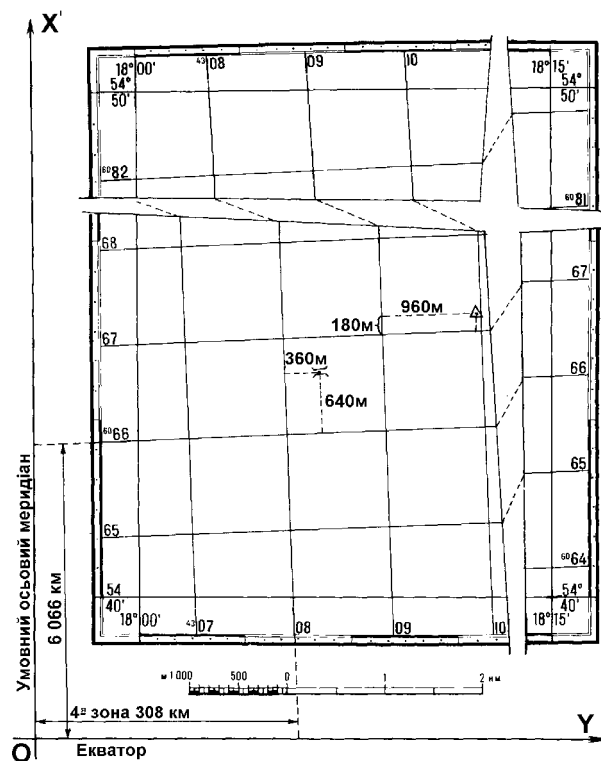 X'
18° 00'
43 08
09
10
18° 15'
54° 50'
54° 50'
60 82
60 81
68
67
67
960м
180м
66
360м
640м
60 66
65
65
60 64
54° 40'
54° 40'
18° 00'
43 07
08
09
10
18° 15'
Умовний осьовий меридіан
6 066 км
м 1000 500 0 1 2 км
4ª зона 308 км
O
Екватор
Y